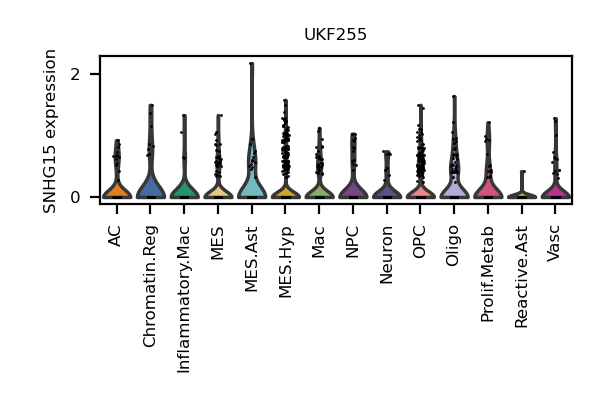 UKF255
SNHG15 expression
2
0
AC
Chromatin.Reg
Inflammatory.Mac
MES
MES.Ast
MES.Hyp
Mac
NPC
Neuron
OPC
Oligo
Prolif.Metab
Reactive.Ast
Vasc